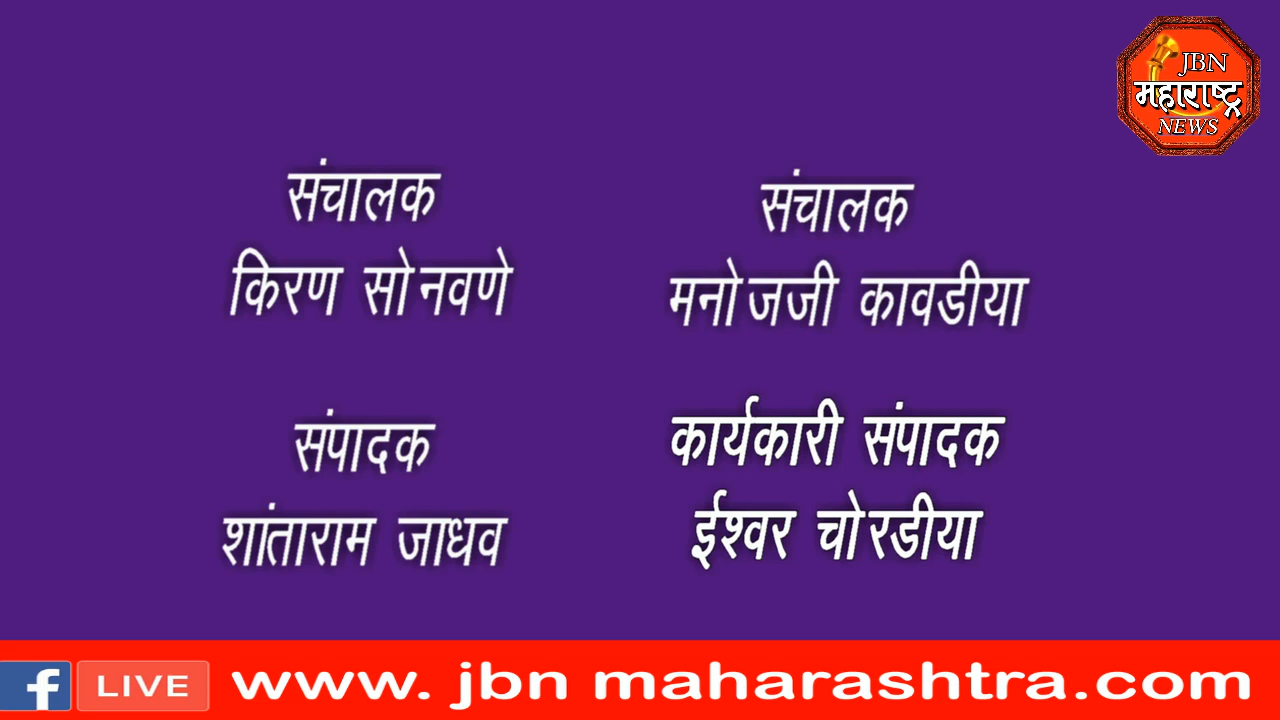 JBN
महाराष्ट्र
NEWS
संचालक
किरण सोनवणे
संचालक
मनोजजी कावडीया
संपादक
शांताराम जाधव
कार्यकारी संपादक
ईश्वर चोरडीया
f LIVE www. jbn maharashtra.com